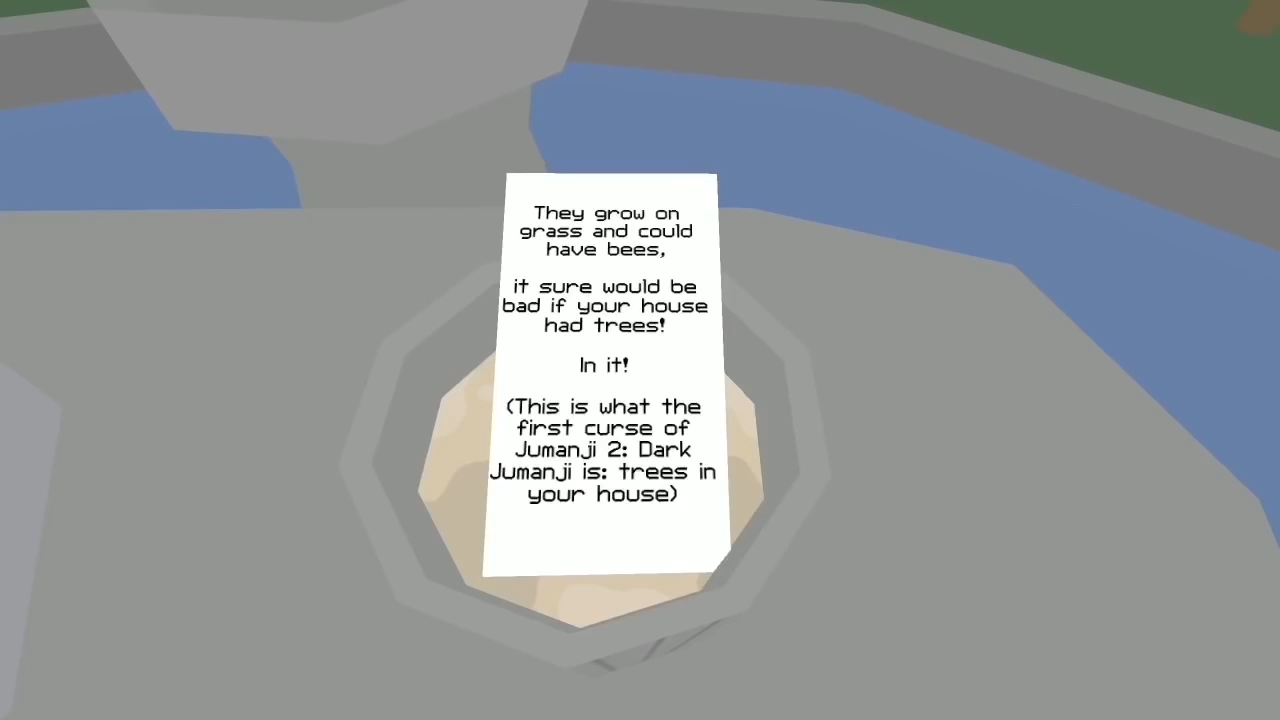 They grow on
grass and could
have bees,
it sure would be
bad if your house
had trees!
In it!
(This is what the
first curse of
Jumanji 2: Dark
Jumanji is: trees in
your house)